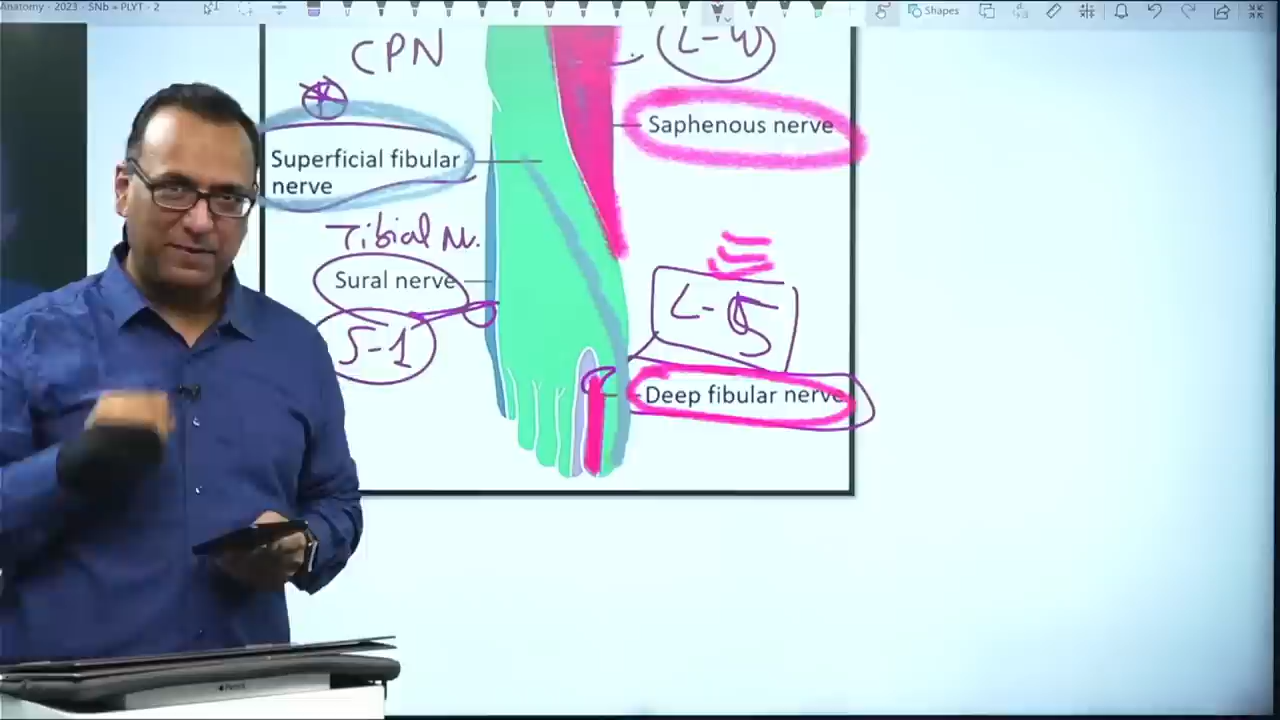 Anatomy - 2023 - SNb = PLYT - 2
Shapes
CPN
L-4
Saphenous nerve
Superficial fibular
nerve
Tibial N.
Sural nerve
S-1
L-5
Deep fibular nerve